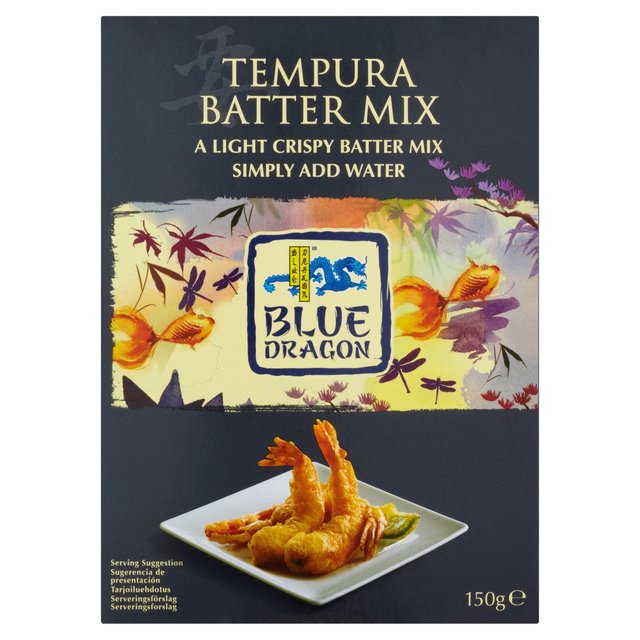 TEMPURA
BATTER MIX
A LIGHT CRISPY BATTER MIX
SIMPLY ADD WATER
BLUE
DRAGON
Serving Suggestion
Sugerencia de
presentación
Tarjoiluehdotus
Serveringsförslag
Serveringsforslag
150g℮